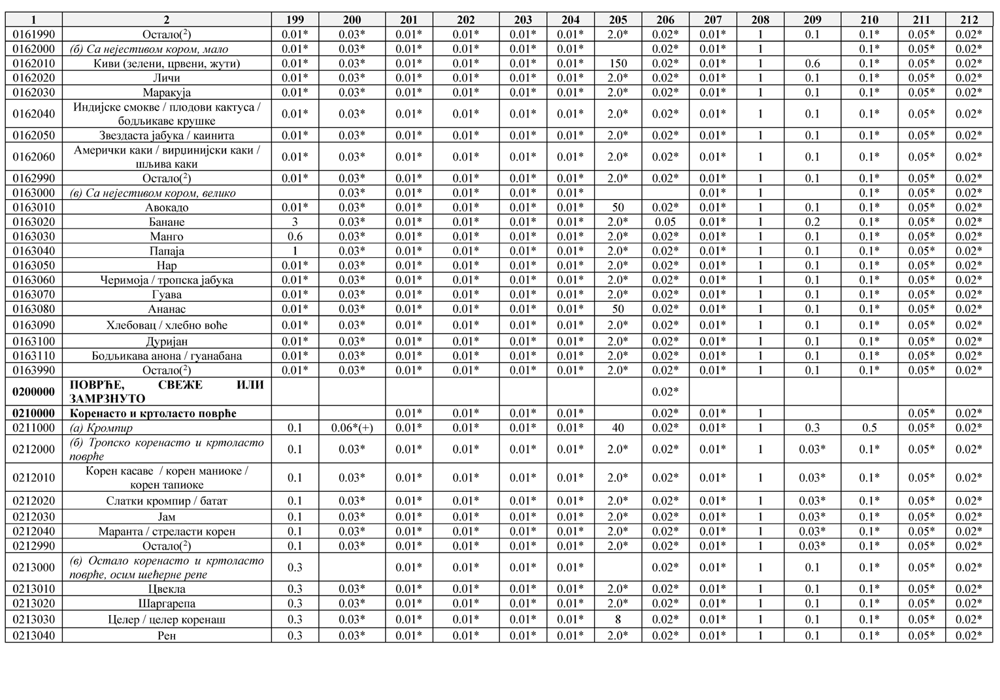 1 2 199 200 201 202 203 204 205 206 207 208 209 210 211 212
0161990 Остало(2) 0.01* 0.03* 0.01* 0.01* 0.01* 0.01* 2.0* 0.02* 0.01* 1 0.1 0.1* 0.05* 0.02*
0162000 (б) Са нејестивом кором, мало 0.01* 0.03* 0.01* 0.01* 0.01* 0.01* 0.02* 0.01* 1 0.1* 0.05* 0.02*
0162010 Киви (зелени, црвени, жути) 0.01* 0.03* 0.01* 0.01* 0.01* 0.01* 150 0.02* 0.01* 1 0.6 0.1* 0.05* 0.02*
0162020 Личи 0.01* 0.03* 0.01* 0.01* 0.01* 0.01* 2.0* 0.02* 0.01* 1 0.1 0.1* 0.05* 0.02*
0162030 Маракуја 0.01* 0.03* 0.01* 0.01* 0.01* 0.01* 2.0* 0.02* 0.01* 1 0.1 0.1* 0.05* 0.02*
0162040 Индијске смокве / плодови кактуса /
бодљикаве крушке 0.01* 0.03* 0.01* 0.01* 0.01* 0.01* 2.0* 0.02* 0.01* 1 0.1 0.1* 0.05* 0.02*
0162050 Звездаста јабука / каинита 0.01* 0.03* 0.01* 0.01* 0.01* 0.01* 2.0* 0.02* 0.01* 1 0.1 0.1* 0.05* 0.02*
0162060 Амерички каки / вирџинијски каки /
шљива каки 0.01* 0.03* 0.01* 0.01* 0.01* 0.01* 2.0* 0.02* 0.01* 1 0.1 0.1* 0.05* 0.02*
0162990 Остало(2) 0.01* 0.03* 0.01* 0.01* 0.01* 0.01* 2.0* 0.02* 0.01* 1 0.1 0.1* 0.05* 0.02*
0163000 (в) Са нејестивом кором, велико 0.03* 0.01* 0.01* 0.01* 0.01* 0.01* 1 0.1* 0.05* 0.02*
0163010 Авокадо 0.01* 0.03* 0.01* 0.01* 0.01* 0.01* 50 0.02* 0.01* 1 0.1 0.1* 0.05* 0.02*
0163020 Банане 3 0.03* 0.01* 0.01* 0.01* 0.01* 2.0* 0.05 0.01* 1 0.2 0.1* 0.05* 0.02*
0163030 Манго 0.6 0.03* 0.01* 0.01* 0.01* 0.01* 2.0* 0.02* 0.01* 1 0.1 0.1* 0.05* 0.02*
0163040 Папаја 1 0.03* 0.01* 0.01* 0.01* 0.01* 2.0* 0.02* 0.01* 1 0.1 0.1* 0.05* 0.02*
0163050 Нар 0.01* 0.03* 0.01* 0.01* 0.01* 0.01* 2.0* 0.02* 0.01* 1 0.1 0.1* 0.05* 0.02*
0163060 Черимоја / тропска јабука 0.01* 0.03* 0.01* 0.01* 0.01* 0.01* 2.0* 0.02* 0.01* 1 0.1 0.1* 0.05* 0.02*
0163070 Гуава 0.01* 0.03* 0.01* 0.01* 0.01* 0.01* 2.0* 0.02* 0.01* 1 0.1 0.1* 0.05* 0.02*
0163080 Ананас 0.01* 0.03* 0.01* 0.01* 0.01* 0.01* 50 0.02* 0.01* 1 0.1 0.1* 0.05* 0.02*
0163090 Хлебовац / хлебно воће 0.01* 0.03* 0.01* 0.01* 0.01* 0.01* 2.0* 0.02* 0.01* 1 0.1 0.1* 0.05* 0.02*
0163100 Дуријан 0.01* 0.03* 0.01* 0.01* 0.01* 0.01* 2.0* 0.02* 0.01* 1 0.1 0.1* 0.05* 0.02*
0163110 Бодљикава анона / гуанабана 0.01* 0.03* 0.01* 0.01* 0.01* 0.01* 2.0* 0.02* 0.01* 1 0.1 0.1* 0.05* 0.02*
0163990 Остало(2) 0.01* 0.03* 0.01* 0.01* 0.01* 0.01* 2.0* 0.02* 0.01* 1 0.1 0.1* 0.05* 0.02*
0200000 ПОВРЋЕ, СВЕЖЕ ИЛИ
ЗАМРЗНУТО 0.02*
0210000 Коренасто и кртоласто поврће 0.01* 0.01* 0.01* 0.01* 0.02* 0.01* 1 0.05* 0.02*
0211000 (а) Кромпир 0.1 0.06*(+) 0.01* 0.01* 0.01* 0.01* 40 0.02* 0.01* 1 0.3 0.5 0.05* 0.02*
0212000 (б) Тропско коренасто и кртоласто
поврће 0.1 0.03* 0.01* 0.01* 0.01* 0.01* 2.0* 0.02* 0.01* 1 0.03* 0.1* 0.05* 0.02*
0212010 Корен касаве / корен маниоке /
корен тапиоке 0.1 0.03* 0.01* 0.01* 0.01* 0.01* 2.0* 0.02* 0.01* 1 0.03* 0.1* 0.05* 0.02*
0212020 Слатки кромпир / батат 0.1 0.03* 0.01* 0.01* 0.01* 0.01* 2.0* 0.02* 0.01* 1 0.03* 0.1* 0.05* 0.02*
0212030 Јам 0.1 0.03* 0.01* 0.01* 0.01* 0.01* 2.0* 0.02* 0.01* 1 0.03* 0.1* 0.05* 0.02*
0212040 Маранта / стреласти корен 0.1 0.03* 0.01* 0.01* 0.01* 0.01* 2.0* 0.02* 0.01* 1 0.03* 0.1* 0.05* 0.02*
0212990 Остало(2) 0.1 0.03* 0.01* 0.01* 0.01* 0.01* 2.0* 0.02* 0.01* 1 0.03* 0.1* 0.05* 0.02*
0213000 (в) Остало коренасто и кртоласто
поврће, осим шећерне репе 0.3 0.01* 0.01* 0.01* 0.01* 0.02* 0.01* 1 0.1 0.1* 0.05* 0.02*
0213010 Цвекла 0.3 0.03* 0.01* 0.01* 0.01* 0.01* 2.0* 0.02* 0.01* 1 0.1 0.1* 0.05* 0.02*
0213020 Шаргарепа 0.3 0.03* 0.01* 0.01* 0.01* 0.01* 2.0* 0.02* 0.01* 1 0.1 0.1* 0.05* 0.02*
0213030 Целер / целер коренаш 0.3 0.03* 0.01* 0.01* 0.01* 0.01* 8 0.02* 0.01* 1 0.1 0.1* 0.05* 0.02*
0213040 Рен 0.3 0.03* 0.01* 0.01* 0.01* 0.01* 2.0* 0.02* 0.01* 1 0.1 0.1* 0.05* 0.02*